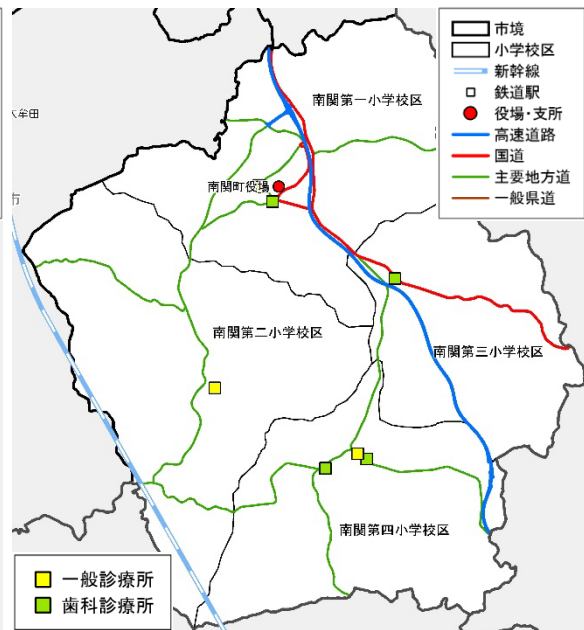 市境
小学校区
新幹線
鉄道駅
役場・支所
高速道路
国道
主要地方道
一般県道
南関第一小学校区
牟田
市
南関町役場
南関第二小学校区
南関第三小学校区
南関第四小学校区
一般診療所
歯科診療所